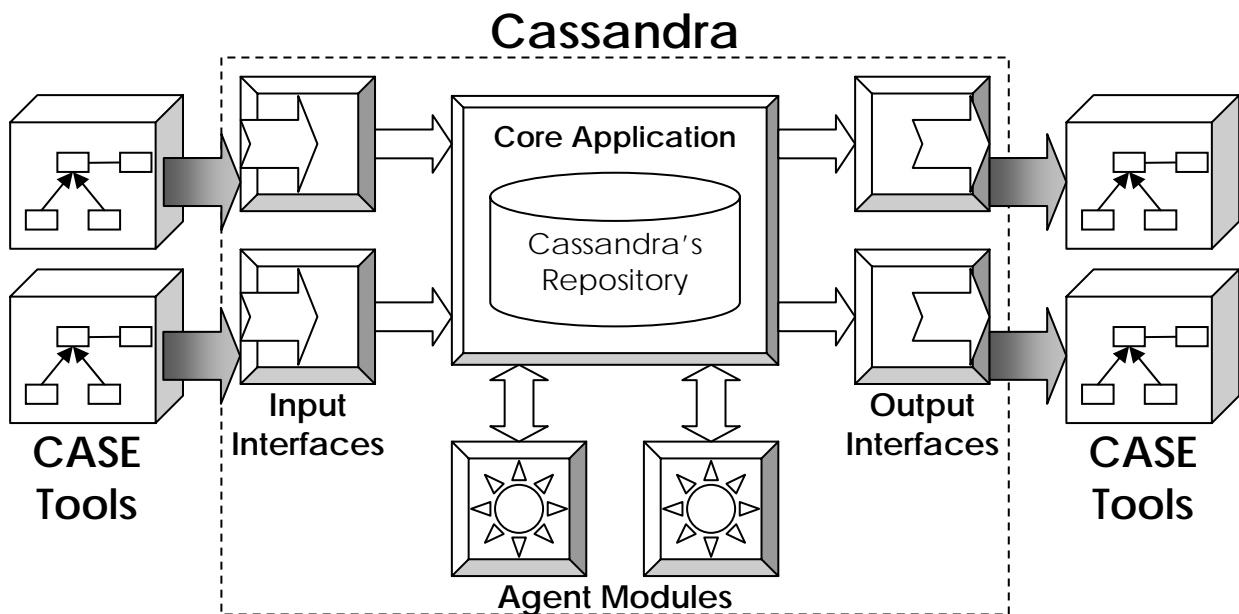 Cassandra
Core Application
Cassandra's
Repository
Input
Interfaces
Output
Interfaces
CASE
Tools
CASE
Tools
Agent Modules